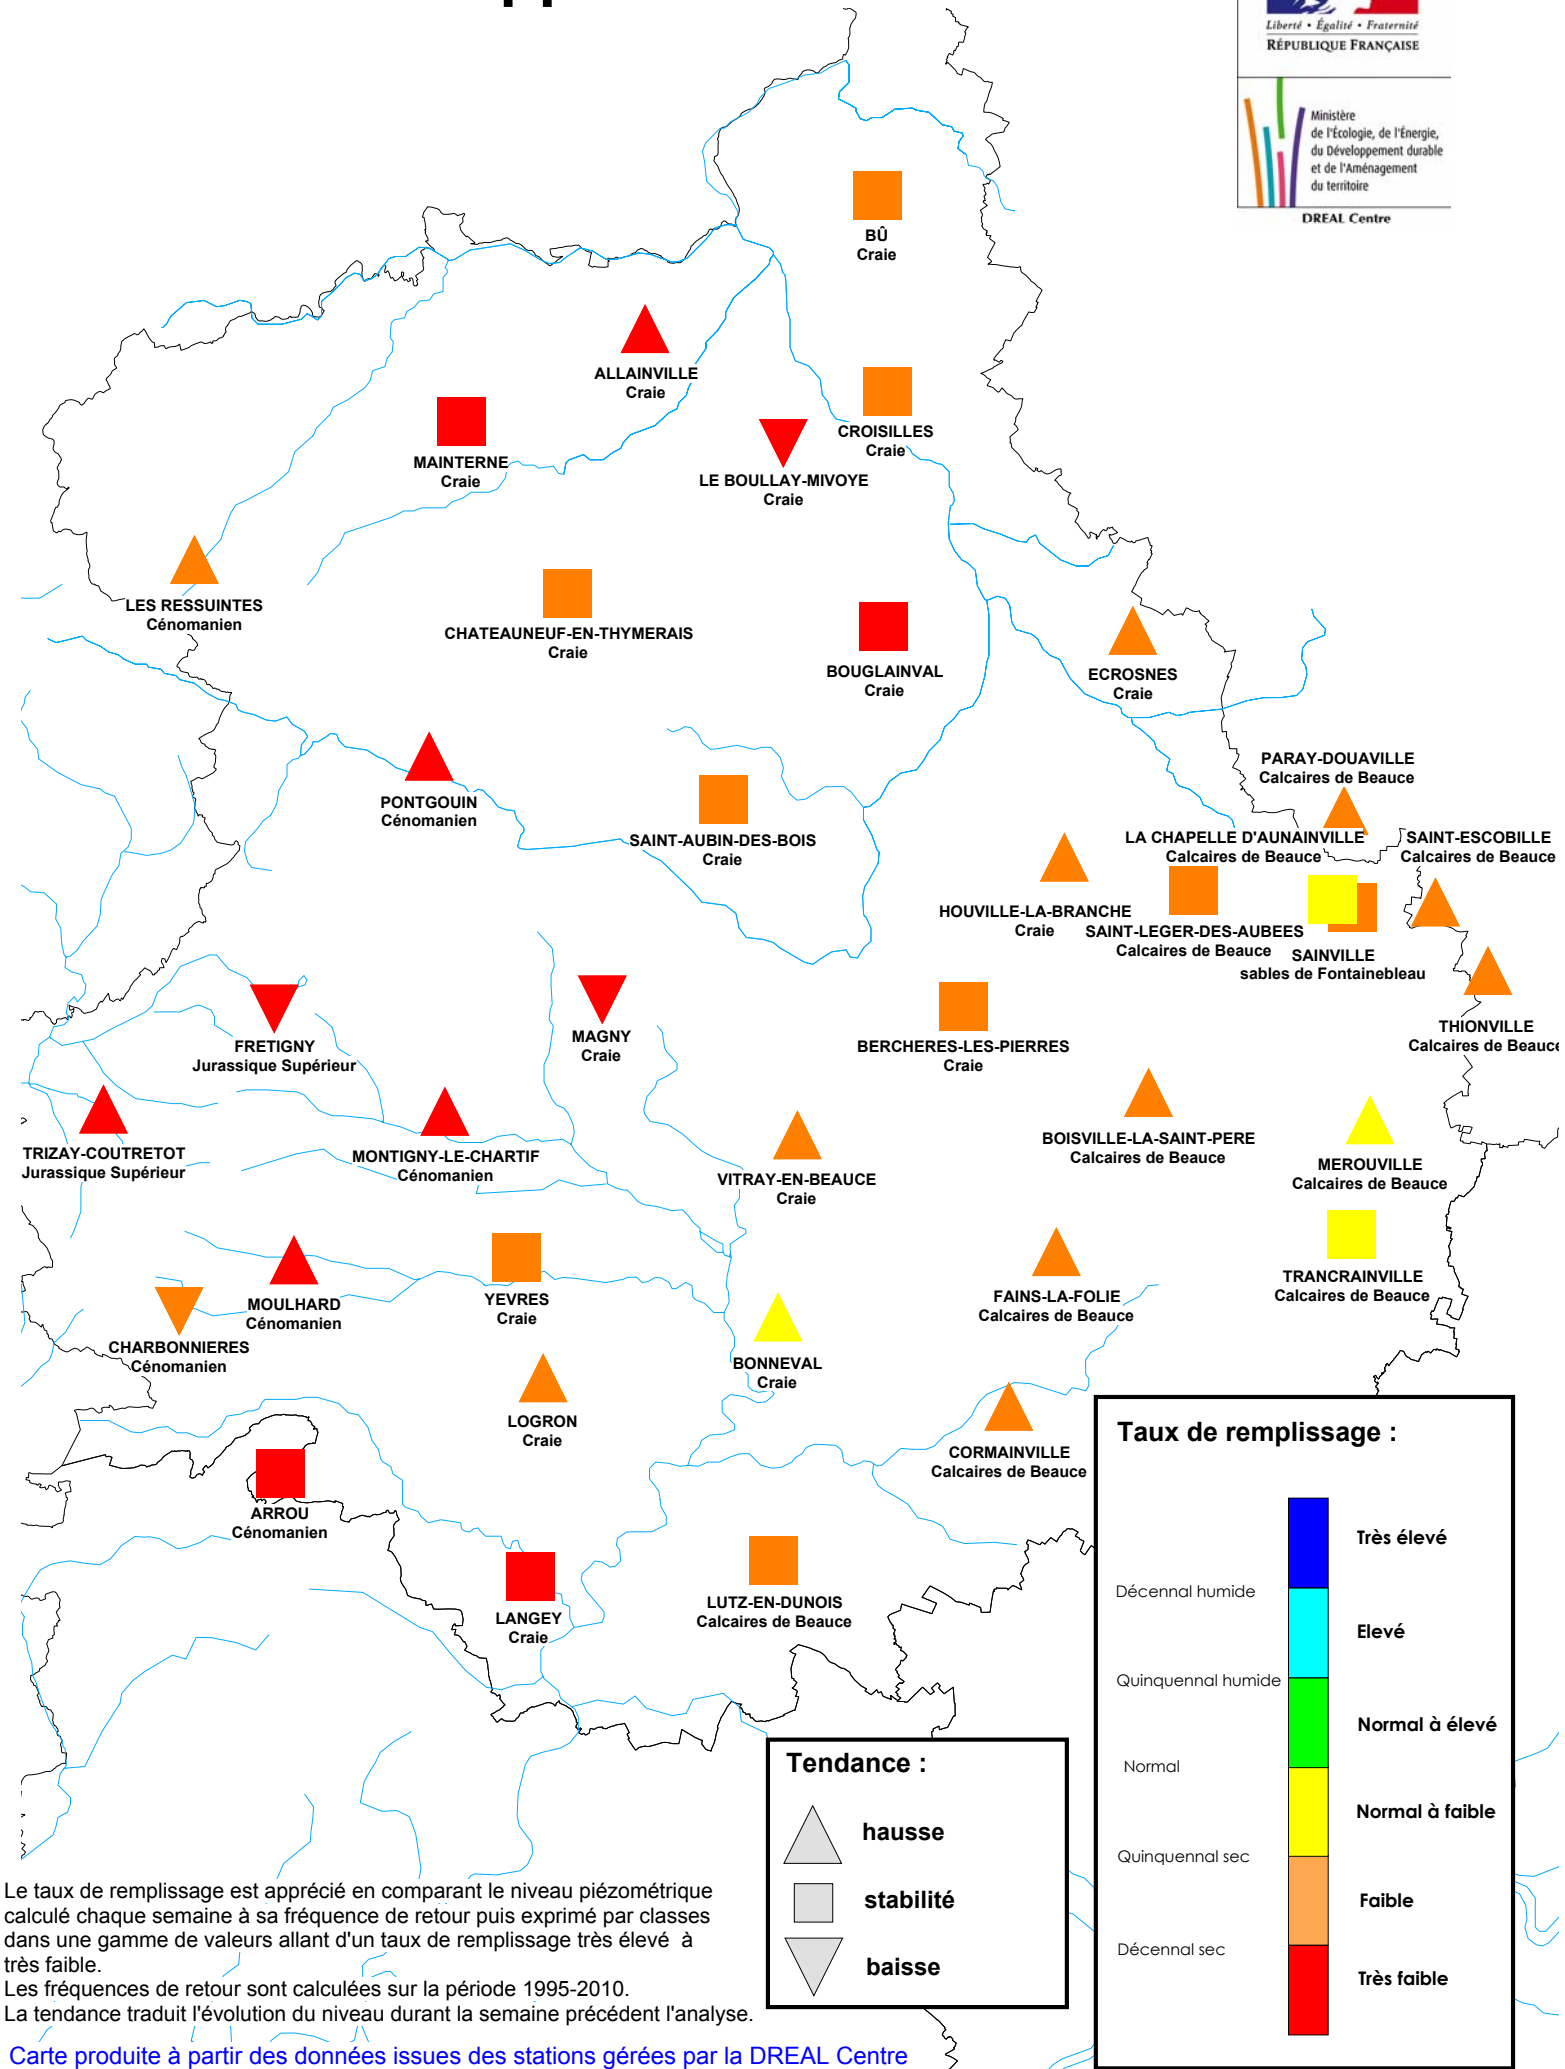 Liberté • Égalité • Fraternité
RÉPUBLIQUE FRANÇAISE
Ministère
de l'Écologie, de l'Énergie,
du Développement durable
et de l'Aménagement
du territoire
DREAL Centre
BÛ
Craie
ALLAINVILLE
Craie
CROISILLES
Craie
MAINTERNE
Craie
LE BOULLAY-MIVOYE
Craie
LES RESSUINTES
Cénomanien
CHATEAUNEUF-EN-THYMERAIS
Craie
BOUGLAINVAL
Craie
ECROSNES
Craie
PARAY-DOUAVILLE
Calcaires de Beauce
PONTGOUIN
Cénomanien
SAINT-AUBIN-DES-BOIS
Craie
LA CHAPELLE D'AUNAINVILLE
Calcaires de Beauce
SAINT-ESCOBILLE
Calcaires de Beauce
HOUVILLE-LA-BRANCHE
Craie
SAINT-LEGER-DES-AUBEES
Calcaires de Beauce
SAINVILLE
sables de Fontainebleau
THIONVILLE
Calcaires de Beauce
FRETIGNY
Jurassique Supérieur
MAGNY
Craie
BERCHERES-LES-PIERRES
Craie
TRIZAY-COUTRETOT
Jurassique Supérieur
MONTIGNY-LE-CHARTIF
Cénomanien
VITRAY-EN-BEAUCE
Craie
BOISVILLE-LA-SAINT-PERE
Calcaires de Beauce
MEROUVILLE
Calcaires de Beauce
MOULHARD
Cénomanien
YEVRES
Craie
FAINS-LA-FOLIE
Calcaires de Beauce
TRANCRAINVILLE
Calcaires de Beauce
CHARBONNIERES
Cénomanien
BONNEVAL
Craie
LOGRON
Craie
CORMAINVILLE
Calcaires de Beauce
ARROU
Cénomanien
LANGEY
Craie
LUTZ-EN-DUNOIS
Calcaires de Beauce
Taux de remplissage :
Très élevé
Décennal humide
Elevé
Quinquennal humide
Normal à élevé
Normal
Normal à faible
Quinquennal sec
Faible
Décennal sec
Très faible
Tendance :
hausse
stabilité
baisse
Le taux de remplissage est apprécié en comparant le niveau piézométrique
calculé chaque semaine à sa fréquence de retour puis exprimé par classes
dans une gamme de valeurs allant d'un taux de remplissage très élevé à
très faible.
Les fréquences de retour sont calculées sur la période 1995-2010.
La tendance traduit l'évolution du niveau durant la semaine précédent l'analyse.
Carte produite à partir des données issues des stations gérées par la DREAL Centre